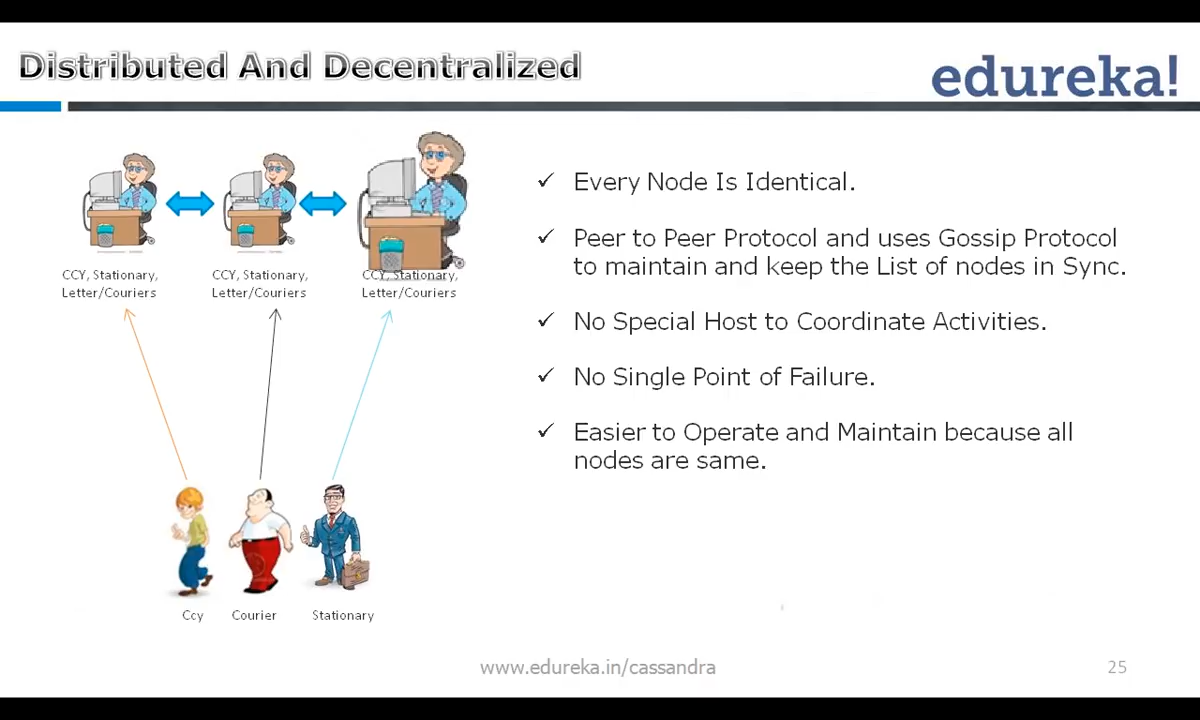 Distributed And Decentralized
edureka!
CCY, Stationary,
Letter/Couriers
CCY, Stationary,
Letter/Couriers
CCY, Stationary,
Letter/Couriers
Ccy
Courier
Stationary
✓ Every Node Is Identical.
✓ Peer to Peer Protocol and uses Gossip Protocol
to maintain and keep the List of nodes in Sync.
✓ No Special Host to Coordinate Activities.
✓ No Single Point of Failure.
✓ Easier to Operate and Maintain because all
nodes are same.
www.edureka.in/cassandra
25